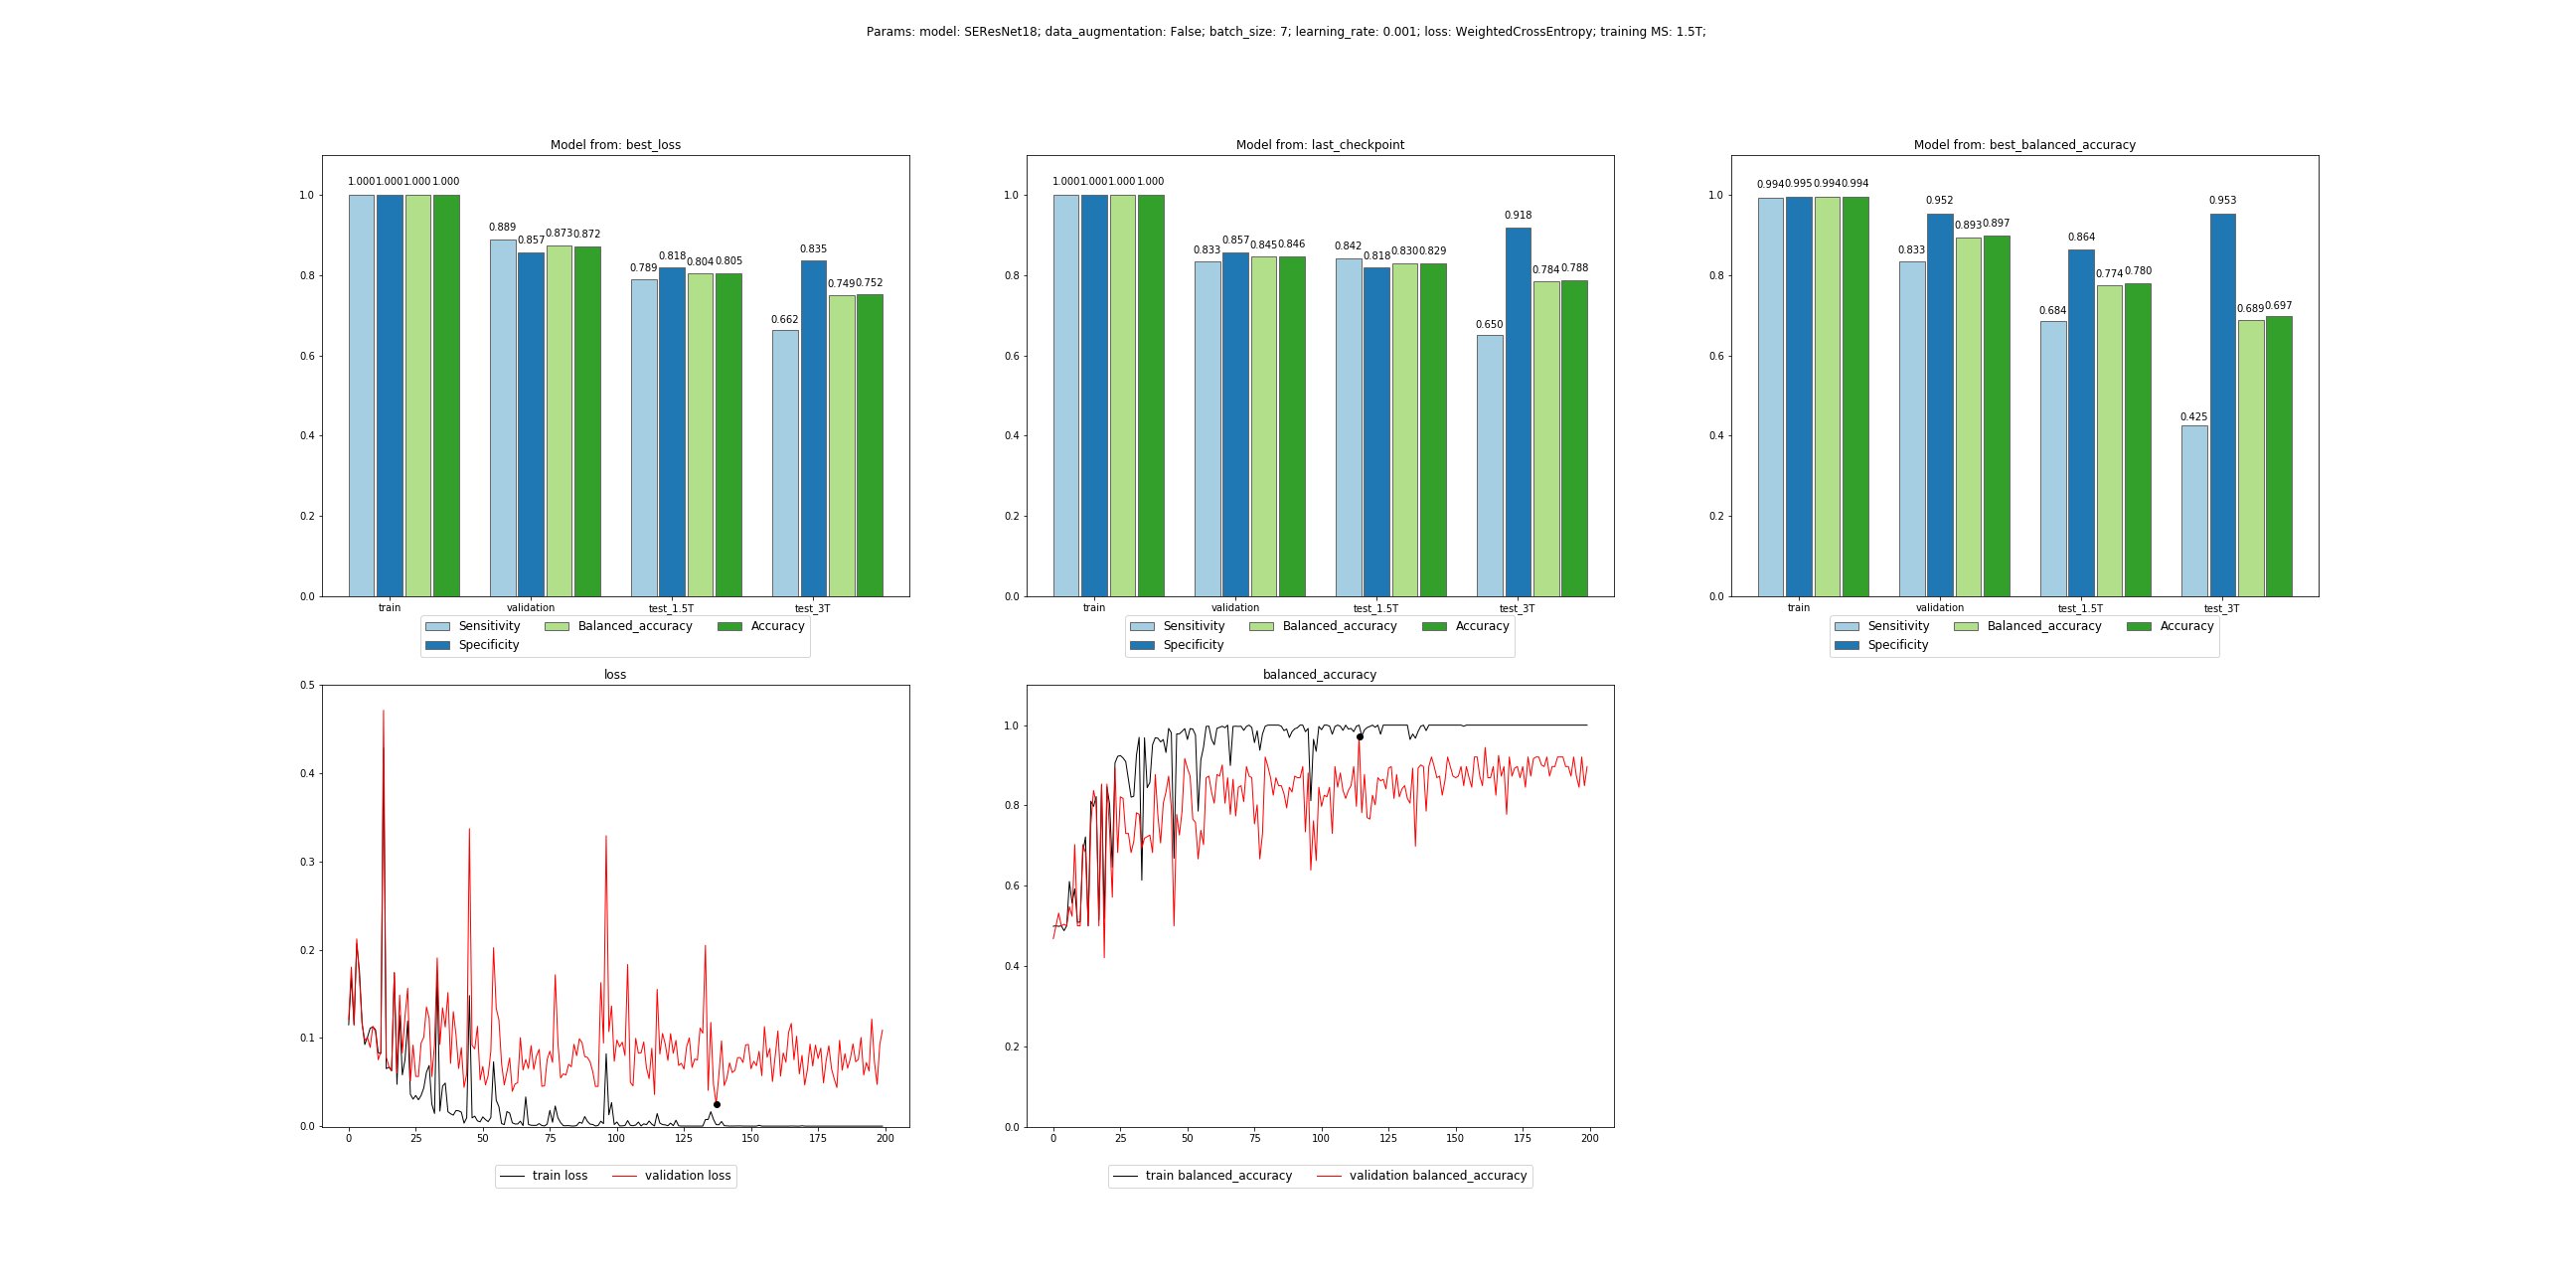 Params: model: SEResNet18; data_augmentation: False; batch_size: 7; learning_rate: 0.001; loss: WeightedCrossEntropy; training MS: 1.5T;
Model from: best_loss
1.000 1.000 1.000 1.000
0.889 0.857 0.873 0.872
0.789 0.818 0.804 0.805
0.662 0.835 0.749 0.752
1.0
0.8
0.6
0.4
0.2
0.0
train validation test_1.5T test_3T
Sensitivity Balanced_accuracy Accuracy
Specificity
Model from: last_checkpoint
1.000 1.000 1.000 1.000
0.833 0.857 0.845 0.846
0.842 0.818 0.830 0.829
0.650 0.918 0.784 0.788
1.0
0.8
0.6
0.4
0.2
0.0
train validation test_1.5T test_3T
Sensitivity Balanced_accuracy Accuracy
Specificity
Model from: best_balanced_accuracy
0.994 0.995 0.994 0.994
0.833 0.952 0.893 0.897
0.684 0.864 0.774 0.780
0.425 0.953 0.689 0.697
1.0
0.8
0.6
0.4
0.2
0.0
train validation test_1.5T test_3T
Sensitivity Balanced_accuracy Accuracy
Specificity
loss
0.5
0.4
0.3
0.2
0.1
0.0
0 25 50 75 100 125 150 175 200
train loss validation loss
balanced_accuracy
1.0
0.8
0.6
0.4
0.2
0.0
0 25 50 75 100 125 150 175 200
train balanced_accuracy validation balanced_accuracy